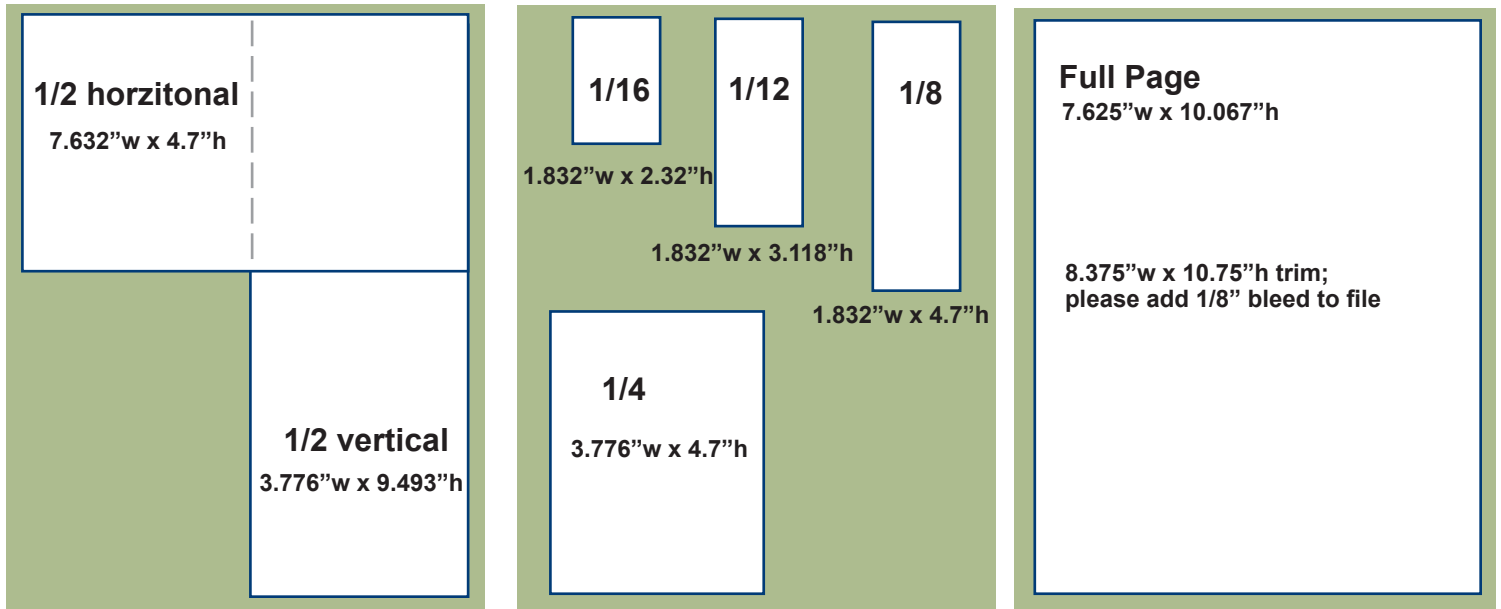 1/2 horzitonal
7.632”w x 4.7”h
1/2 vertical
3.776”w x 9.493”h
1/16
1.832”w x 2.32”h
1/12
1.832”w x 3.118”h
1/8
1.832”w x 4.7”h
1/4
3.776”w x 4.7”h
Full Page
7.625”w x 10.067”h
8.375”w x 10.75”h trim;
please add 1/8” bleed to file